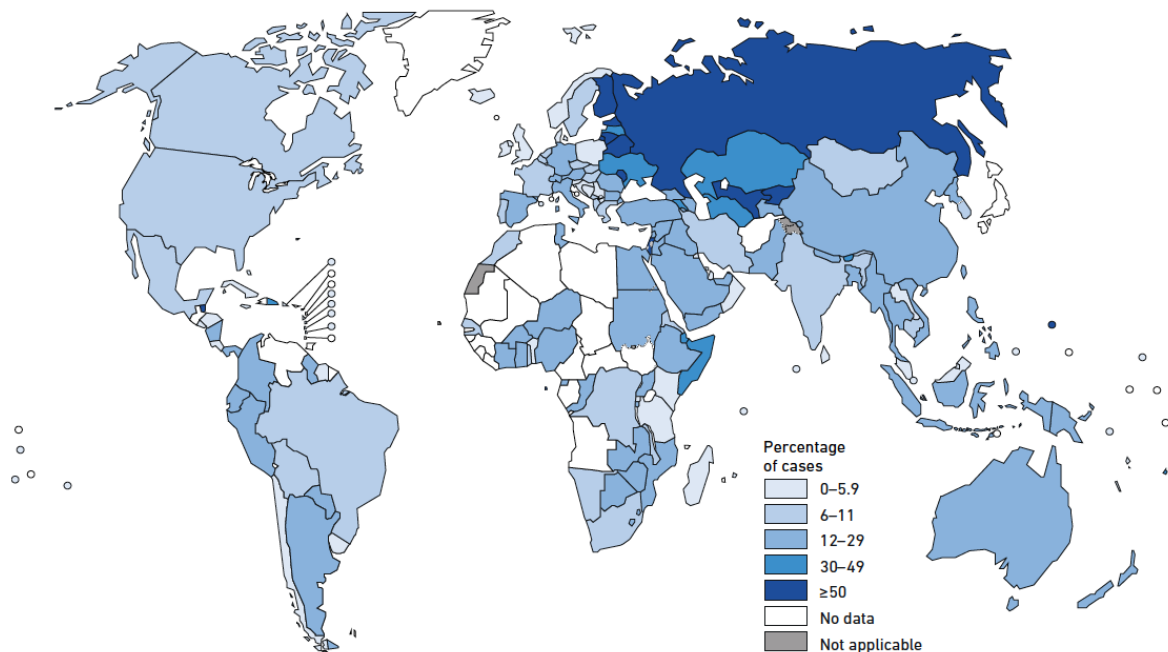 Percentage
of cases
0–5.9
6–11
12–29
30–49
≥50
No data
Not applicable